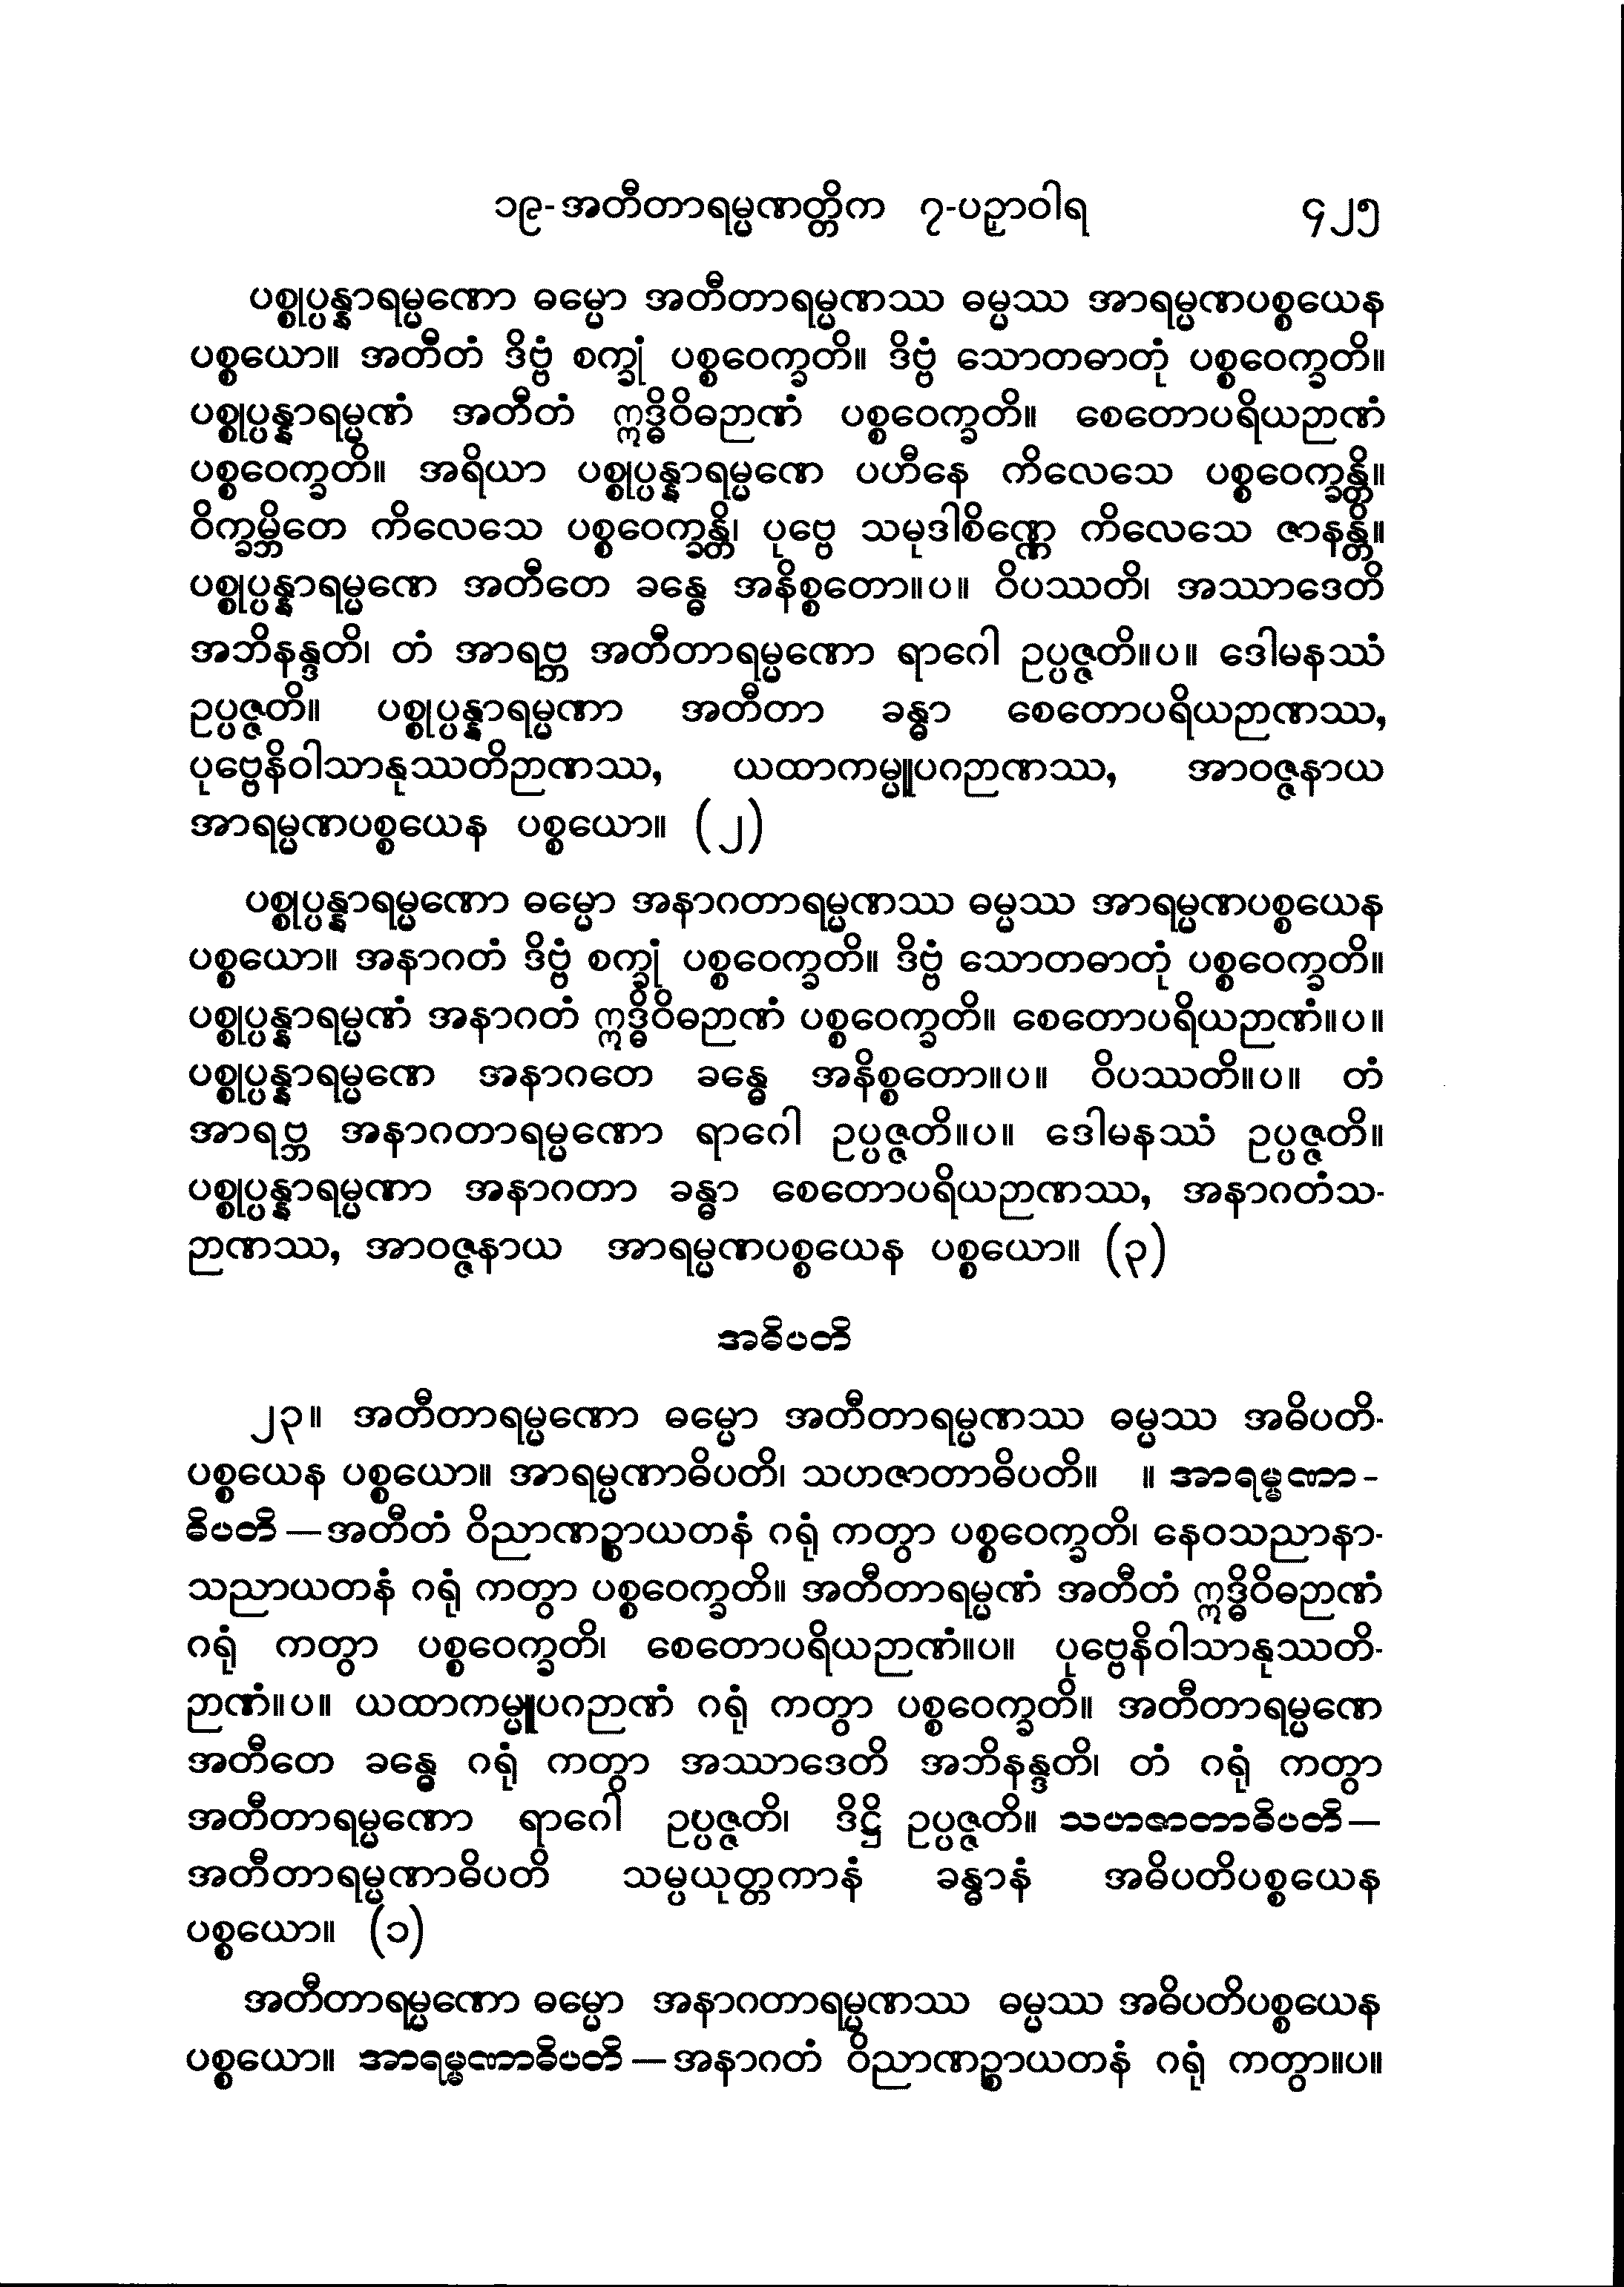 ၁၉-အတီတာရမ္မဏတ္တိက ၇-ပဉှာဝါရ ၄၂၅
ပစ္စုပ္ပန္နာရမ္မဏော ဓမ္မော အတီတာရမ္မဏဿ ဓမ္မဿ အာရမ္မဏပစ္စယေန
ပစ္စယော။ အတီတံ ဒိဗ္ဗံ စက္ခုံ ပစ္စဝေက္ခတိ။ ဒိဗ္ဗံ သောတဓာတုံ ပစ္စဝေက္ခတိ။
ပစ္စုပ္ပန္နာရမ္မဏံ အတီတံ ဣဒ္ဓိဝိဓဉာဏံ ပစ္စဝေက္ခတိ။ စေတောပရိယဉာဏံ
ပစ္စဝေက္ခတိ။ အရိယာ ပစ္စုပ္ပန္နာရမ္မဏေ ပဟီနေ ကိလေသေ ပစ္စဝေက္ခန္တိ။
ဝိက္ခမ္ဘိတေ ကိလေသေ ပစ္စဝေက္ခန္တိ၊ ပုဗ္ဗေ သမုဒါစိဏ္ဏေ ကိလေသေ ဇာနန္တိ။
ပစ္စုပ္ပန္နာရမ္မဏေ အတီတေ ခန္ဓေ အနိစ္စတော။ပ။ ဝိပဿတိ၊ အဿာဒေတိ
အဘိနန္ဒတိ၊ တံ အာရဗ္ဘ အတီတာရမ္မဏော ရာဂေါ ဥပ္ပဇ္ဇတိ။ပ။ ဒေါမနဿံ
ဥပ္ပဇ္ဇတိ။ ပစ္စုပ္ပန္နာရမ္မဏာ အတီတာ ခန္ဓာ စေတောပရိယဉာဏဿ,
ပုဗ္ဗေနိဝါသာနုဿတိဉာဏဿ, ယထာကမ္မူပဂဉာဏဿ, အာဝဇ္ဇနာယ
အာရမ္မဏပစ္စယေန ပစ္စယော။ (၂)
ပစ္စုပ္ပန္နာရမ္မဏော ဓမ္မော အနာဂတာရမ္မဏဿ ဓမ္မဿ အာရမ္မဏပစ္စယေန
ပစ္စယော။ အနာဂတံ ဒိဗ္ဗံ စက္ခုံ ပစ္စဝေက္ခတိ။ ဒိဗ္ဗံ သောတဓာတုံ ပစ္စဝေက္ခတိ။
ပစ္စုပ္ပန္နာရမ္မဏံ အနာဂတံ ဣဒ္ဓိဝိဓဉာဏံ ပစ္စဝေက္ခတိ။ စေတောပရိယဉာဏံ။ပ။
ပစ္စုပ္ပန္နာရမ္မဏေ အနာဂတေ ခန္ဓေ အနိစ္စတော။ပ။ ဝိပဿတိ။ပ။ တံ
အာရဗ္ဘ အနာဂတာရမ္မဏော ရာဂေါ ဥပ္ပဇ္ဇတိ။ပ။ ဒေါမနဿံ ဥပ္ပဇ္ဇတိ။
ပစ္စုပ္ပန္နာရမ္မဏာ အနာဂတာ ခန္ဓာ စေတောပရိယဉာဏဿ, အနာဂတံသ-
ဉာဏဿ, အာဝဇ္ဇနာယ အာရမ္မဏပစ္စယေန ပစ္စယော။ (၃)
အဓိပတိ
၂၃။ အတီတာရမ္မဏော ဓမ္မော အတီတာရမ္မဏဿ ဓမ္မဿ အဓိပတိ-
ပစ္စယေန ပစ္စယော။ အာရမ္မဏာဓိပတိ၊ သဟဇာတာဓိပတိ။ ။ အာရမ္မဏာ-
ဓိပတိ — အတီတံ ဝိညာဏဉ္စာယတနံ ဂရုံ ကတွာ ပစ္စဝေက္ခတိ၊ နေဝသညာနာ-
သညာယတနံ ဂရုံ ကတွာ ပစ္စဝေက္ခတိ။ အတီတာရမ္မဏံ အတီတံ ဣဒ္ဓိဝိဓဉာဏံ
ဂရုံ ကတွာ ပစ္စဝေက္ခတိ၊ စေတောပရိယဉာဏံ။ပ။ ပုဗ္ဗေနိဝါသာနုဿတိ-
ဉာဏံ။ပ။ ယထာကမ္မူပဂဉာဏံ ဂရုံ ကတွာ ပစ္စဝေက္ခတိ။ အတီတာရမ္မဏေ
အတီတေ ခန္ဓေ ဂရုံ ကတွာ အဿာဒေတိ အဘိနန္ဒတိ၊ တံ ဂရုံ ကတွာ
အတီတာရမ္မဏော ရာဂေါ ဥပ္ပဇ္ဇတိ၊ ဒိဋ္ဌိ ဥပ္ပဇ္ဇတိ။ သဟဇာတာဓိပတိ —
အတီတာရမ္မဏာဓိပတိ သမ္ပယုတ္တကာနံ ခန္ဓာနံ အဓိပတိပစ္စယေန
ပစ္စယော။ (၁)
အတီတာရမ္မဏော ဓမ္မော အနာဂတာရမ္မဏဿ ဓမ္မဿ အဓိပတိပစ္စယေန
ပစ္စယော။ အာရမ္မဏာဓိပတိ — အနာဂတံ ဝိညာဏဉ္စာယတနံ ဂရုံ ကတွာ။ပ။